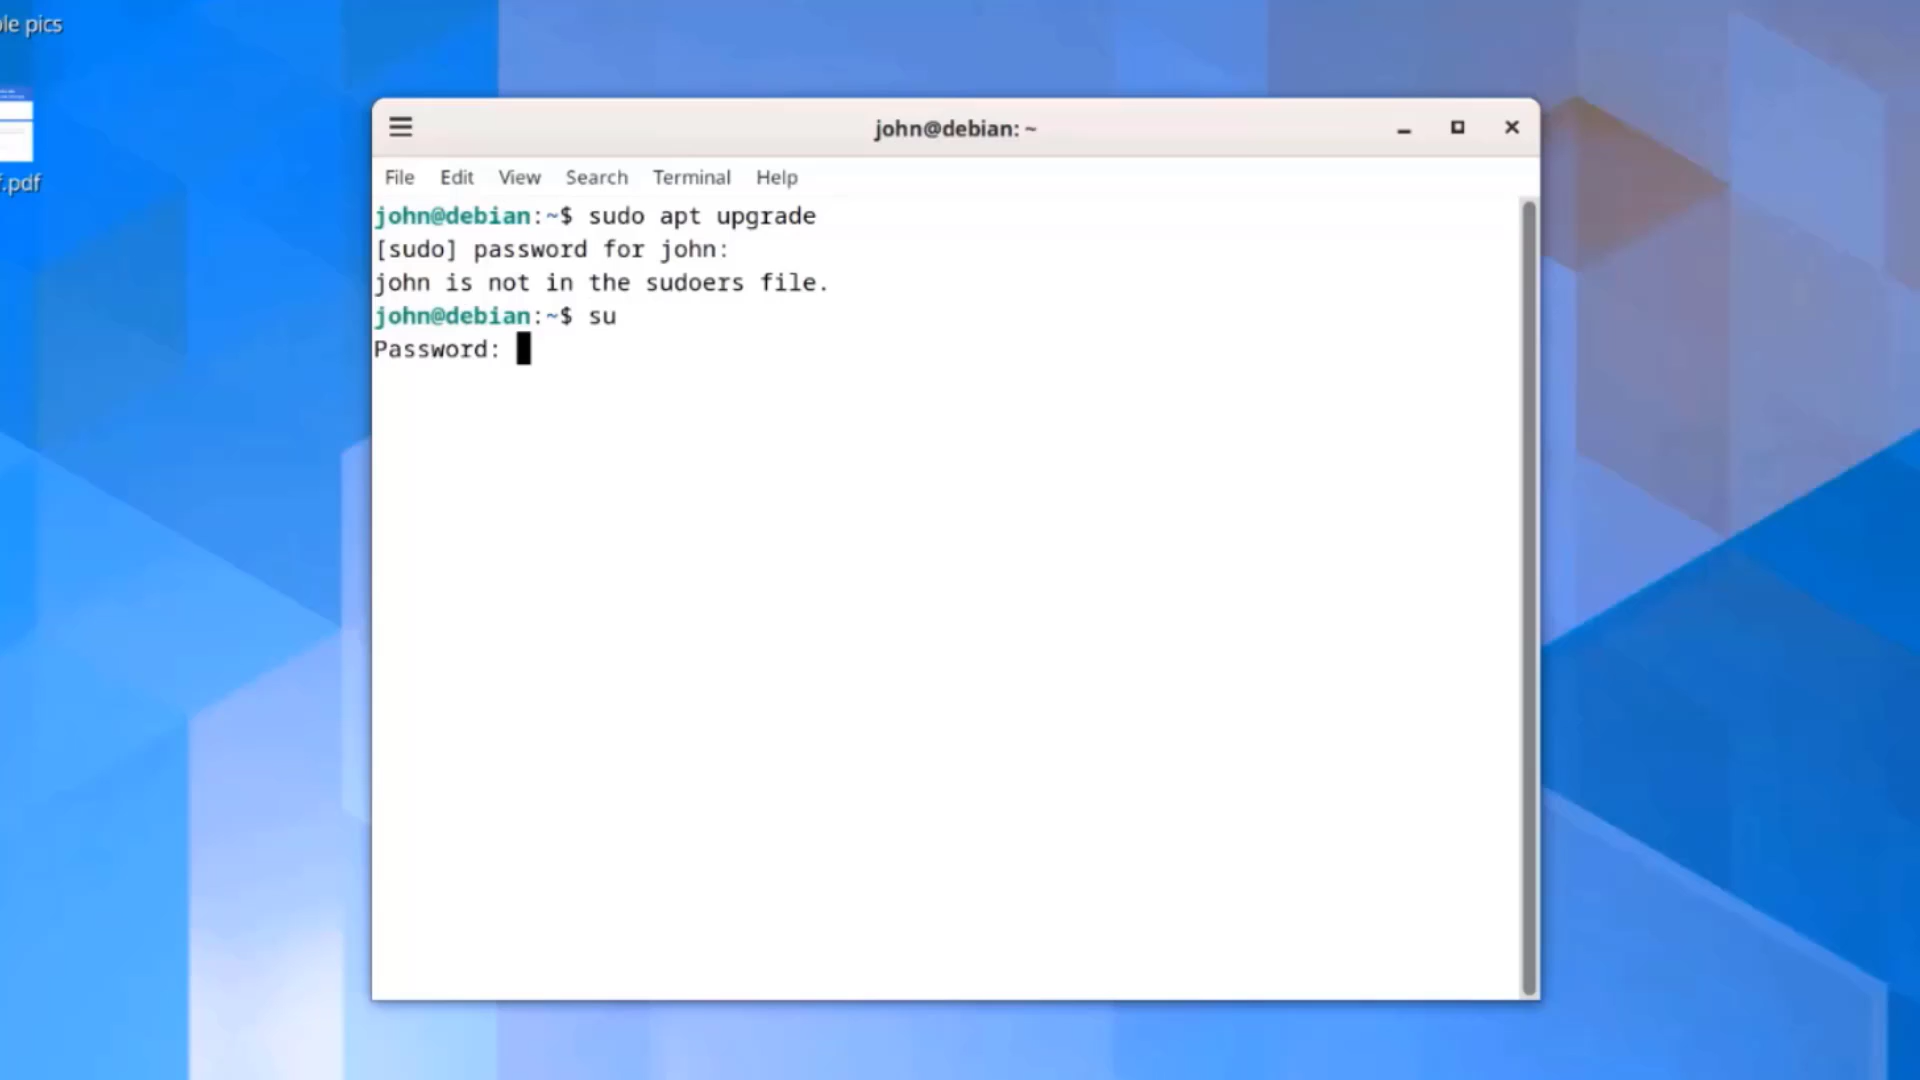 pics
.pdf
john@debian: ~
File Edit View Search Terminal Help
john@debian:~$ sudo apt upgrade
[sudo] password for john:
john is not in the sudoers file.
john@debian:~$ su
Password: